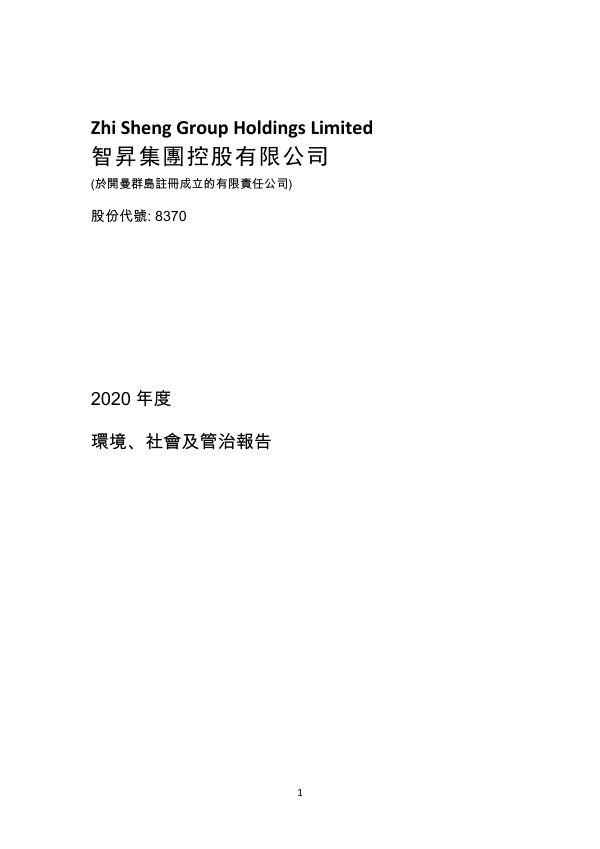 Zhi Sheng Group Holdings Limited
智昇集團控股有限公司
(於開曼群島註冊成立的有限責任公司)
股份代號: 8370
2020 年度
環境、社會及管治報告
1